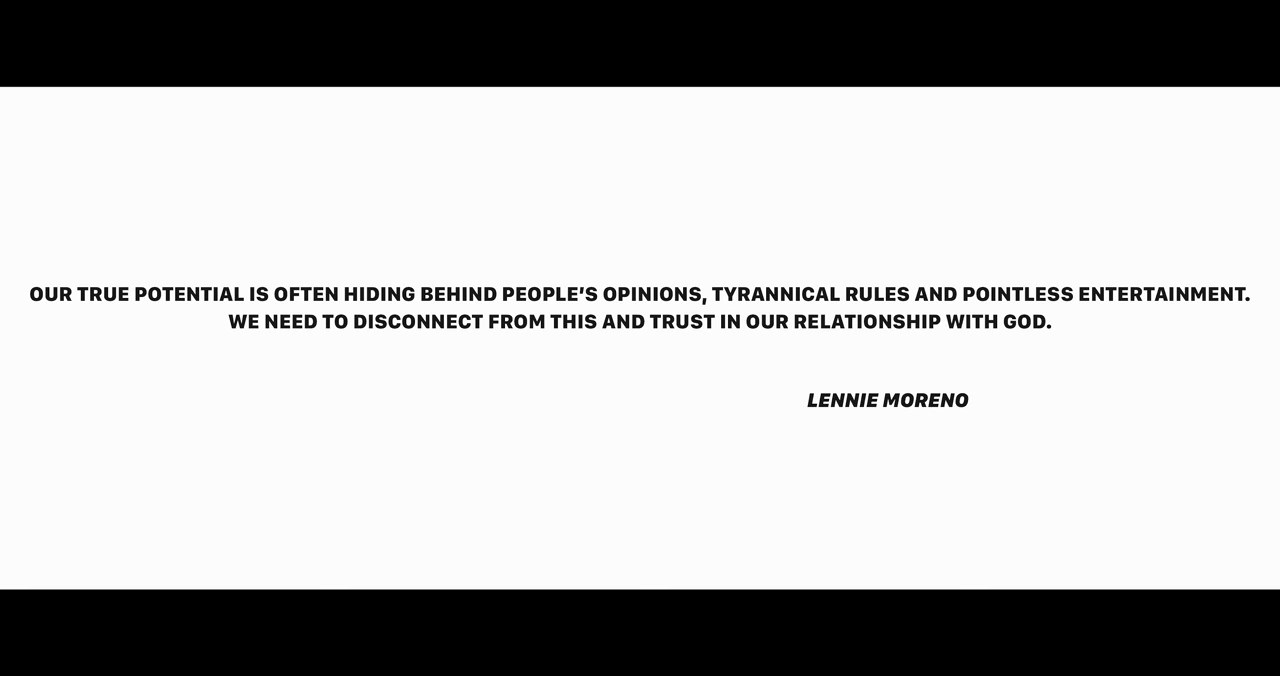 OUR TRUE POTENTIAL IS OFTEN HIDING BEHIND PEOPLE'S OPINIONS, TYRANNICAL RULES AND POINTLESS ENTERTAINMENT.
WE NEED TO DISCONNECT FROM THIS AND TRUST IN OUR RELATIONSHIP WITH GOD.
LENNIE MORENO